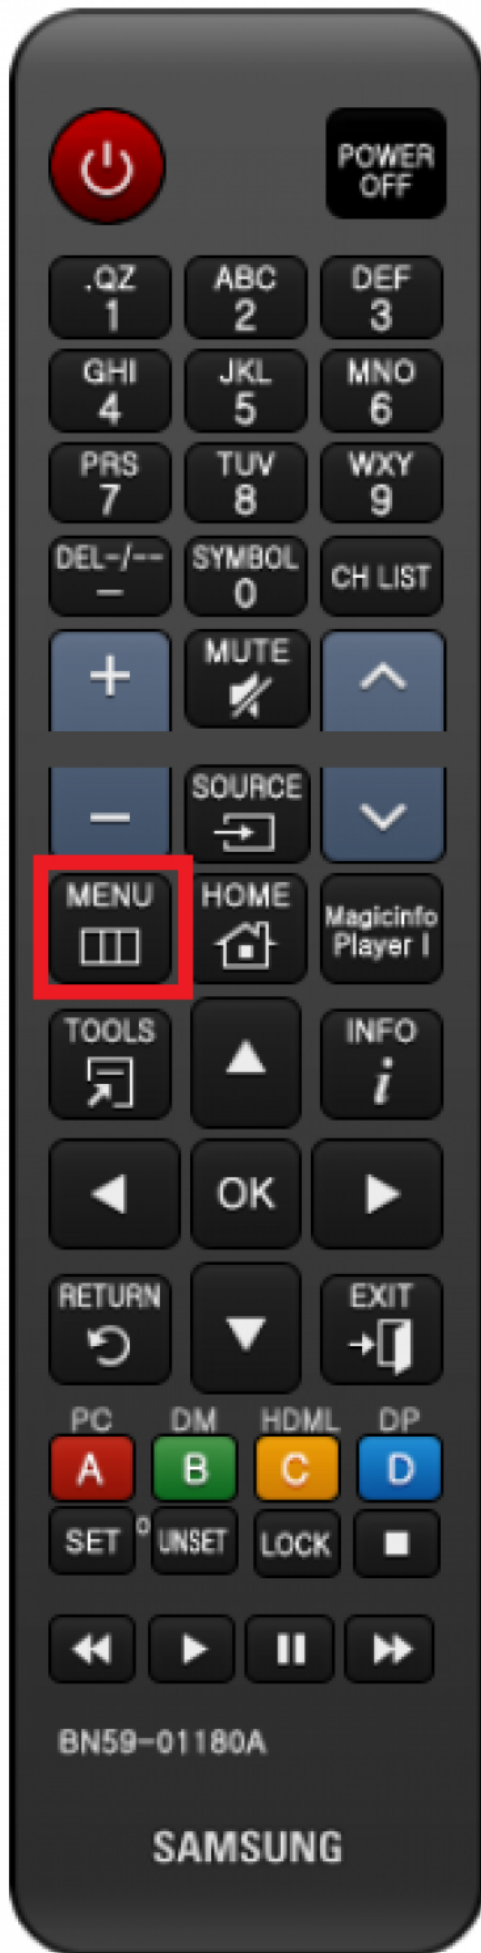 POWER
OFF
.QZ
1
ABC
2
DEF
3
GHI
4
JKL
5
MNO
6
PRS
7
TUV
8
WXY
9
DEL-/--
—
SYMBOL
0
CH LIST
+
MUTE
−
SOURCE
MENU
HOME
Magicinfo
Player I
TOOLS
INFO
i
OK
RETURN
EXIT
PC DM HDML DP
A B C D
SET UNSET LOCK
BN59-01180A
SAMSUNG